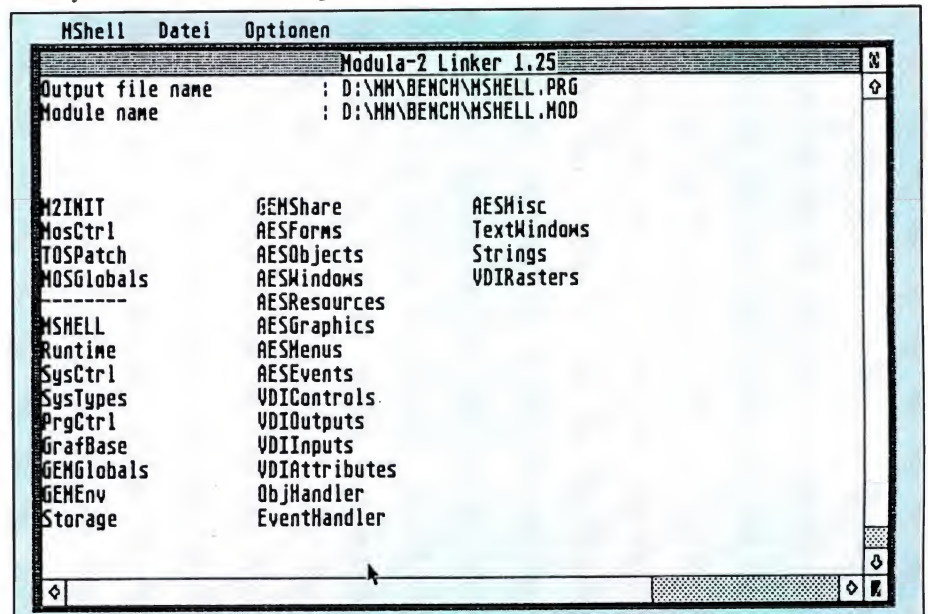 MShell Datei Optionen
Modula-2 Linker 1.25
Output file name : D:\MM\BENCH\MSHELL.PRG
Module name : D:\MM\BENCH\MSHELL.MOD
M2INIT GEMShare AESMisc
MosCtrl AESForms TextWindows
TOSPatch AESObjects Strings
MOSGlobals AESWindows VDIRasters
-------- AESResources
MSHELL AESGraphics
Runtime AESMenus
SysCtrl AESEvents
SysTypes VDIControls
PrgCtrl VDIOutputs
GrafBase VDIInputs
GEMGlobals VDIAttributes
GEMEnv ObjHandler
Storage EventHandler